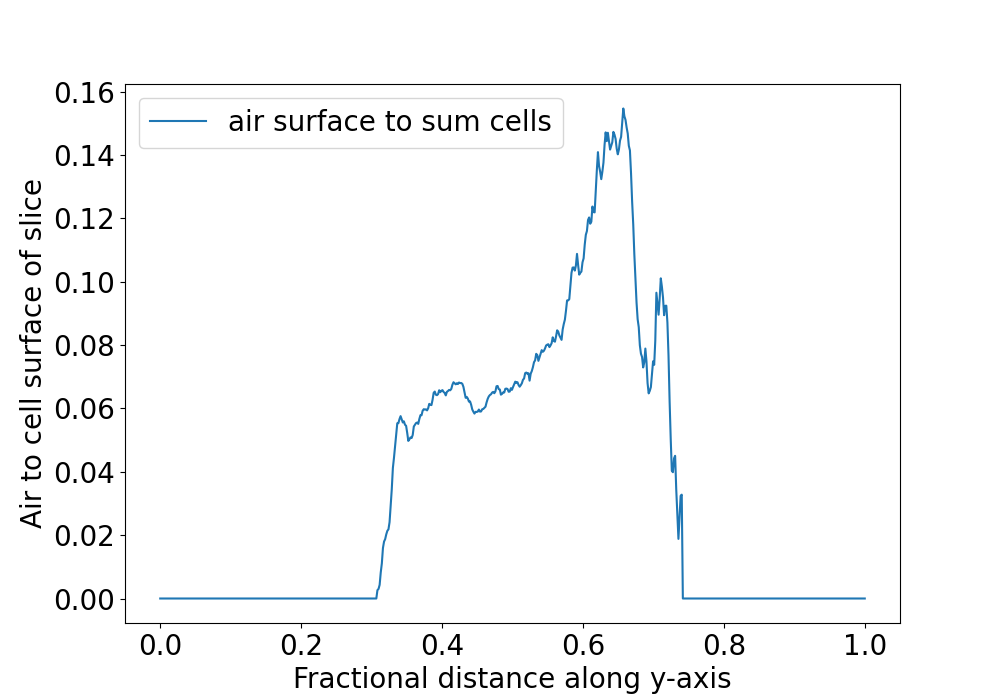 air surface to sum cells
Air to cell surface of slice
0.16
0.14
0.12
0.10
0.08
0.06
0.04
0.02
0.00
0.0 0.2 0.4 0.6 0.8 1.0
Fractional distance along y-axis